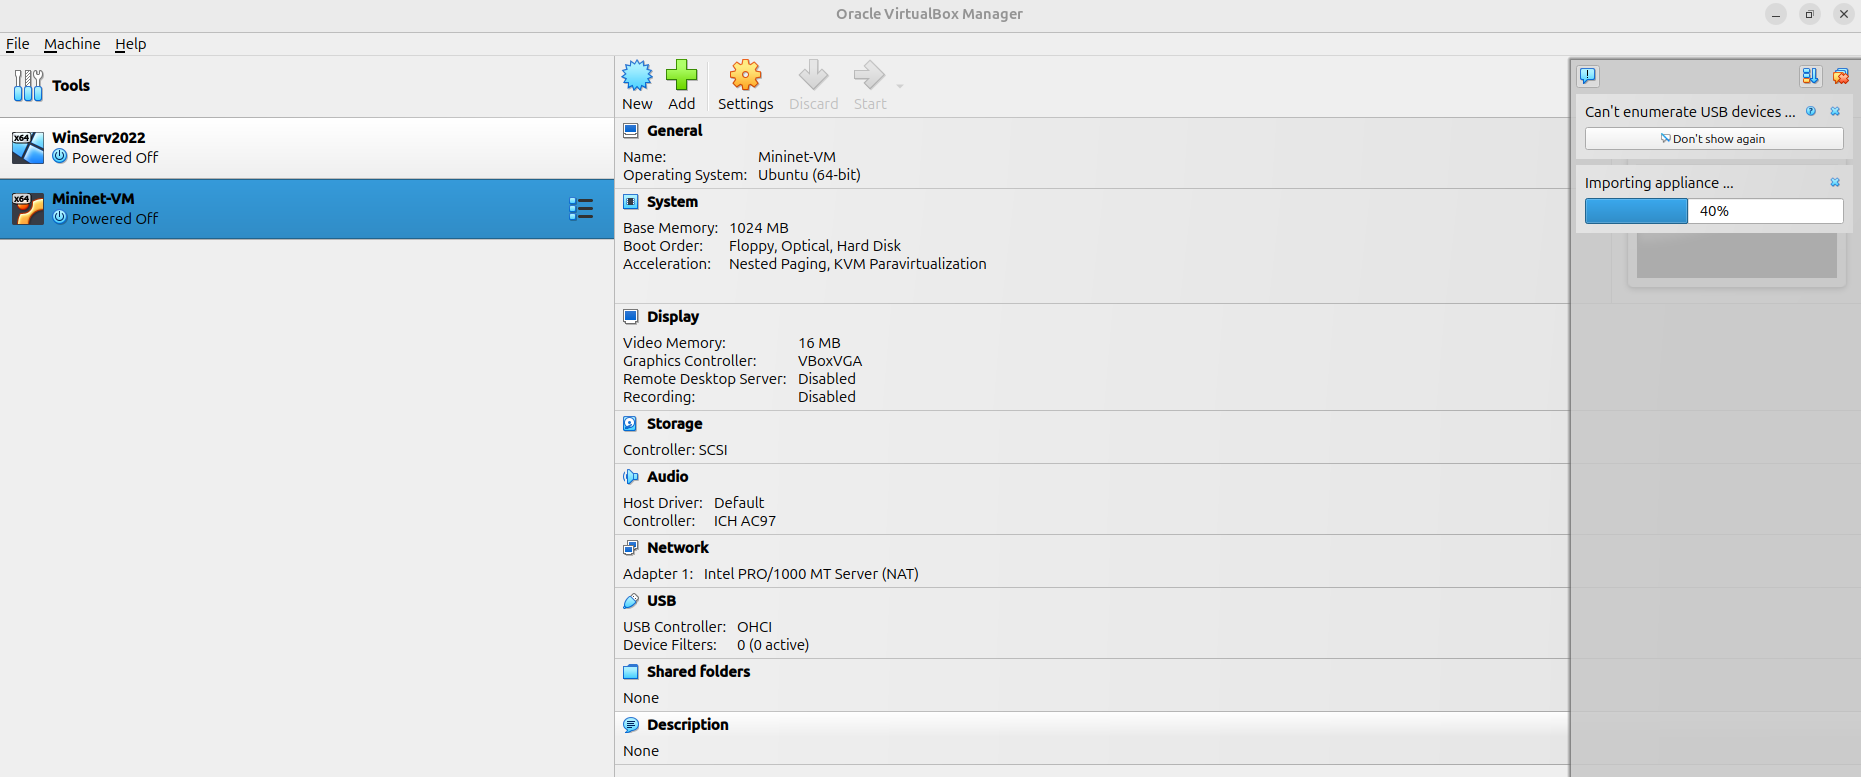 Oracle VirtualBox Manager
File Machine Help
Tools
WinServ2022
Powered Off
Mininet-VM
Powered Off
New Add Settings Discard Start
General
Name: Mininet-VM
Operating System: Ubuntu (64-bit)
System
Base Memory: 1024 MB
Boot Order: Floppy, Optical, Hard Disk
Acceleration: Nested Paging, KVM Paravirtualization
Display
Video Memory: 16 MB
Graphics Controller: VBoxVGA
Remote Desktop Server: Disabled
Recording: Disabled
Storage
Controller: SCSI
Audio
Host Driver: Default
Controller: ICH AC97
Network
Adapter 1: Intel PRO/1000 MT Server (NAT)
USB
USB Controller: OHCI
Device Filters: 0 (0 active)
Shared folders
None
Description
None
Can't enumerate USB devices ...
Don't show again
Importing appliance ...
40%